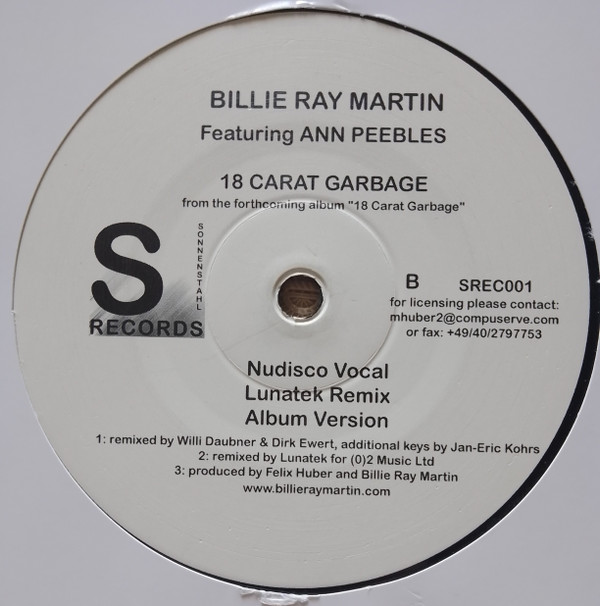 BILLIE RAY MARTIN
Featuring ANN PEEBLES
18 CARAT GARBAGE
from the forthcoming album "18 Carat Garbage"
S
SONNENSTAHL
RECORDS
B SREC001
for licensing please contact:
mhuber2@compuserve.com
or fax: +49/40/2797753
Nudisco Vocal
Lunatek Remix
Album Version
1: remixed by Willi Daubner & Dirk Ewert, additional keys by Jan-Eric Kohrs
2: remixed by Lunatek for (0)2 Music Ltd
3: produced by Felix Huber and Billie Ray Martin
www.billieraymartin.com